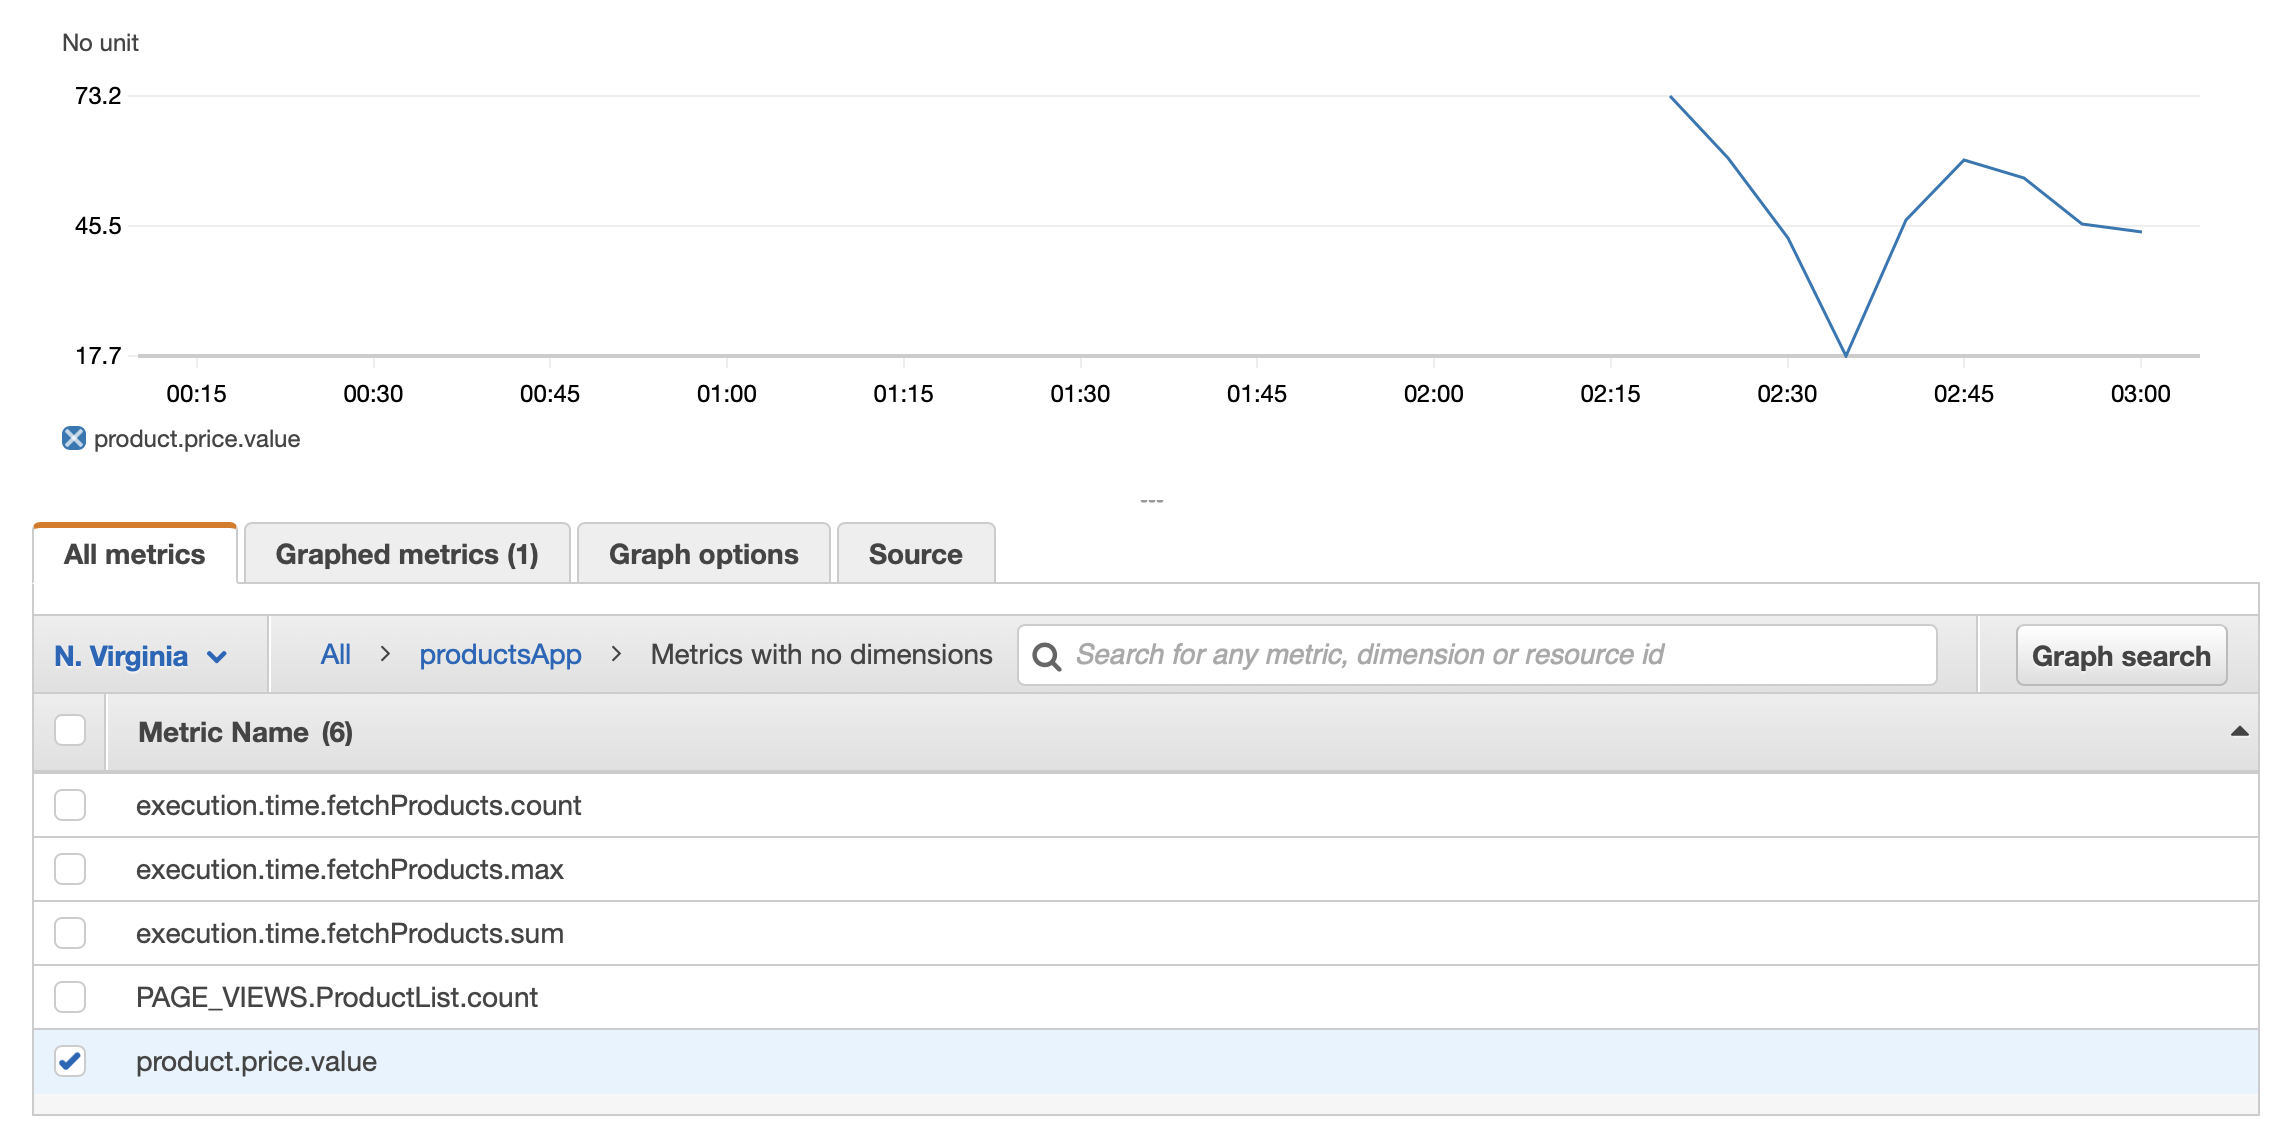 No unit
73.2
45.5
17.7
00:15 00:30 00:45 01:00 01:15 01:30 01:45 02:00 02:15 02:30 02:45 03:00
product.price.value
All metrics Graphed metrics (1) Graph options Source
N. Virginia All > productsApp > Metrics with no dimensions Search for any metric, dimension or resource id Graph search
Metric Name (6)
execution.time.fetchProducts.count
execution.time.fetchProducts.max
execution.time.fetchProducts.sum
PAGE_VIEWS.ProductList.count
product.price.value